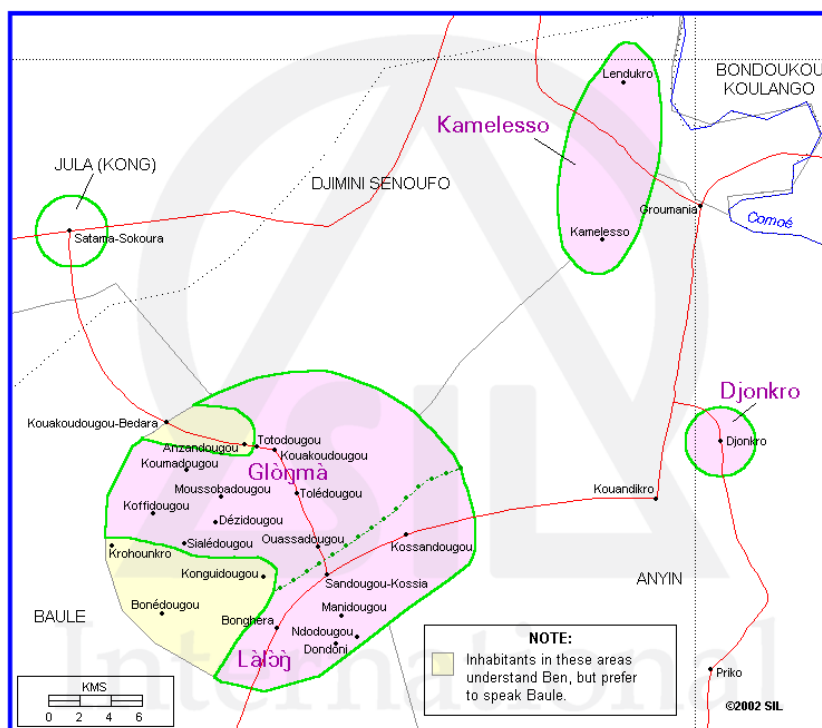 Lendukro
BONDOUKOU
KOULANGO
Kamelesso
JULA (KONG)
DJIMINI SENOUFO
Groumania
Comoé
Satama-Sokoura
Kamelesso
Djonkro
Kouakoudougou-Bedara
Anzandougou
Totodougou
Kouakoudougou
Djonkro
Koumadougou
Glòŋmà
Moussobadougou
Tolédougou
Kouandikro
Koffidougou
Dézidougou
Ouassadougou
Kossandougou
Krohounkro
Sialédougou
Konguidougou
Sandougou-Kossia
ANYIN
Bonédougou
Manidougou
BAULE
Bonghera
Ndodougou
Dondoni
Làlɔ̀ŋ̀
NOTE:
Inhabitants in these areas
understand Ben, but prefer
to speak Baule.
Priko
KMS
0 2 4 6
©2002 SIL
SIL
International